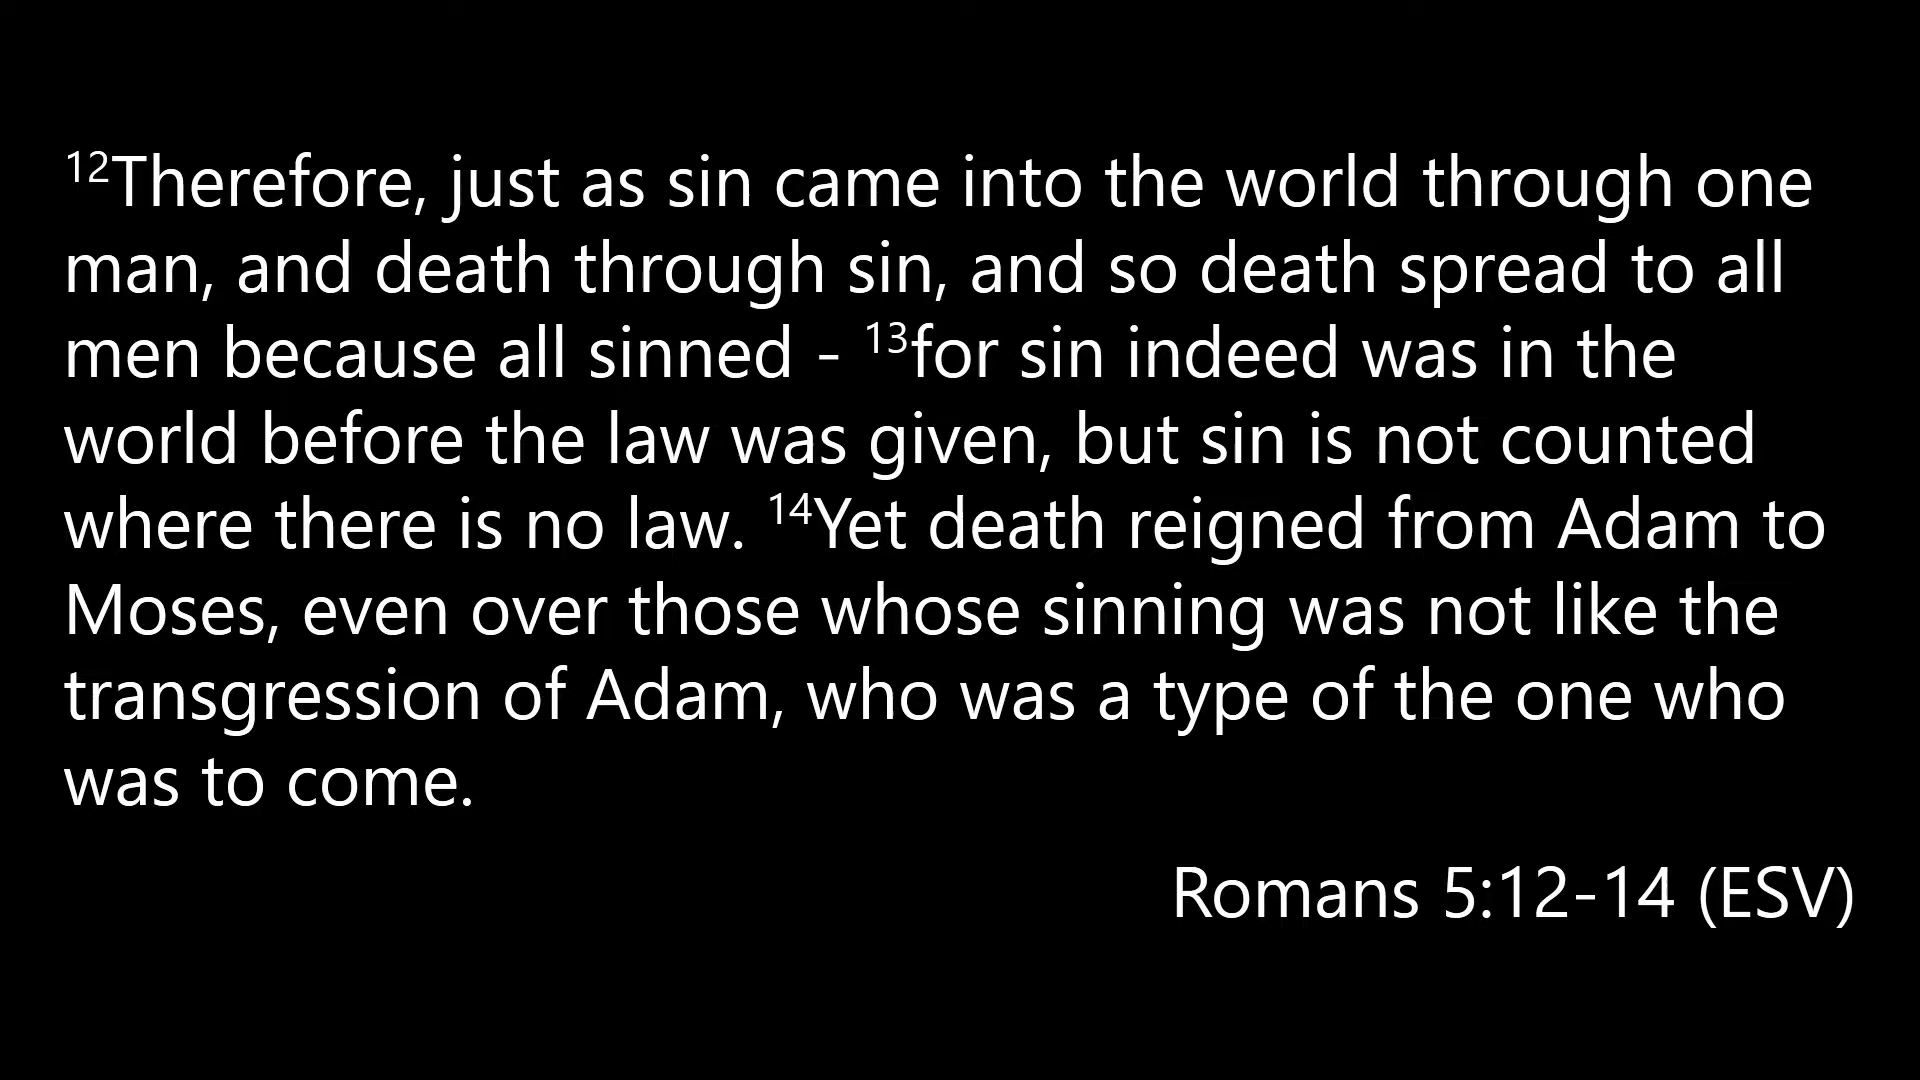 12Therefore, just as sin came into the world through one
man, and death through sin, and so death spread to all
men because all sinned - 13for sin indeed was in the
world before the law was given, but sin is not counted
where there is no law. 14Yet death reigned from Adam to
Moses, even over those whose sinning was not like the
transgression of Adam, who was a type of the one who
was to come.
Romans 5:12-14 (ESV)